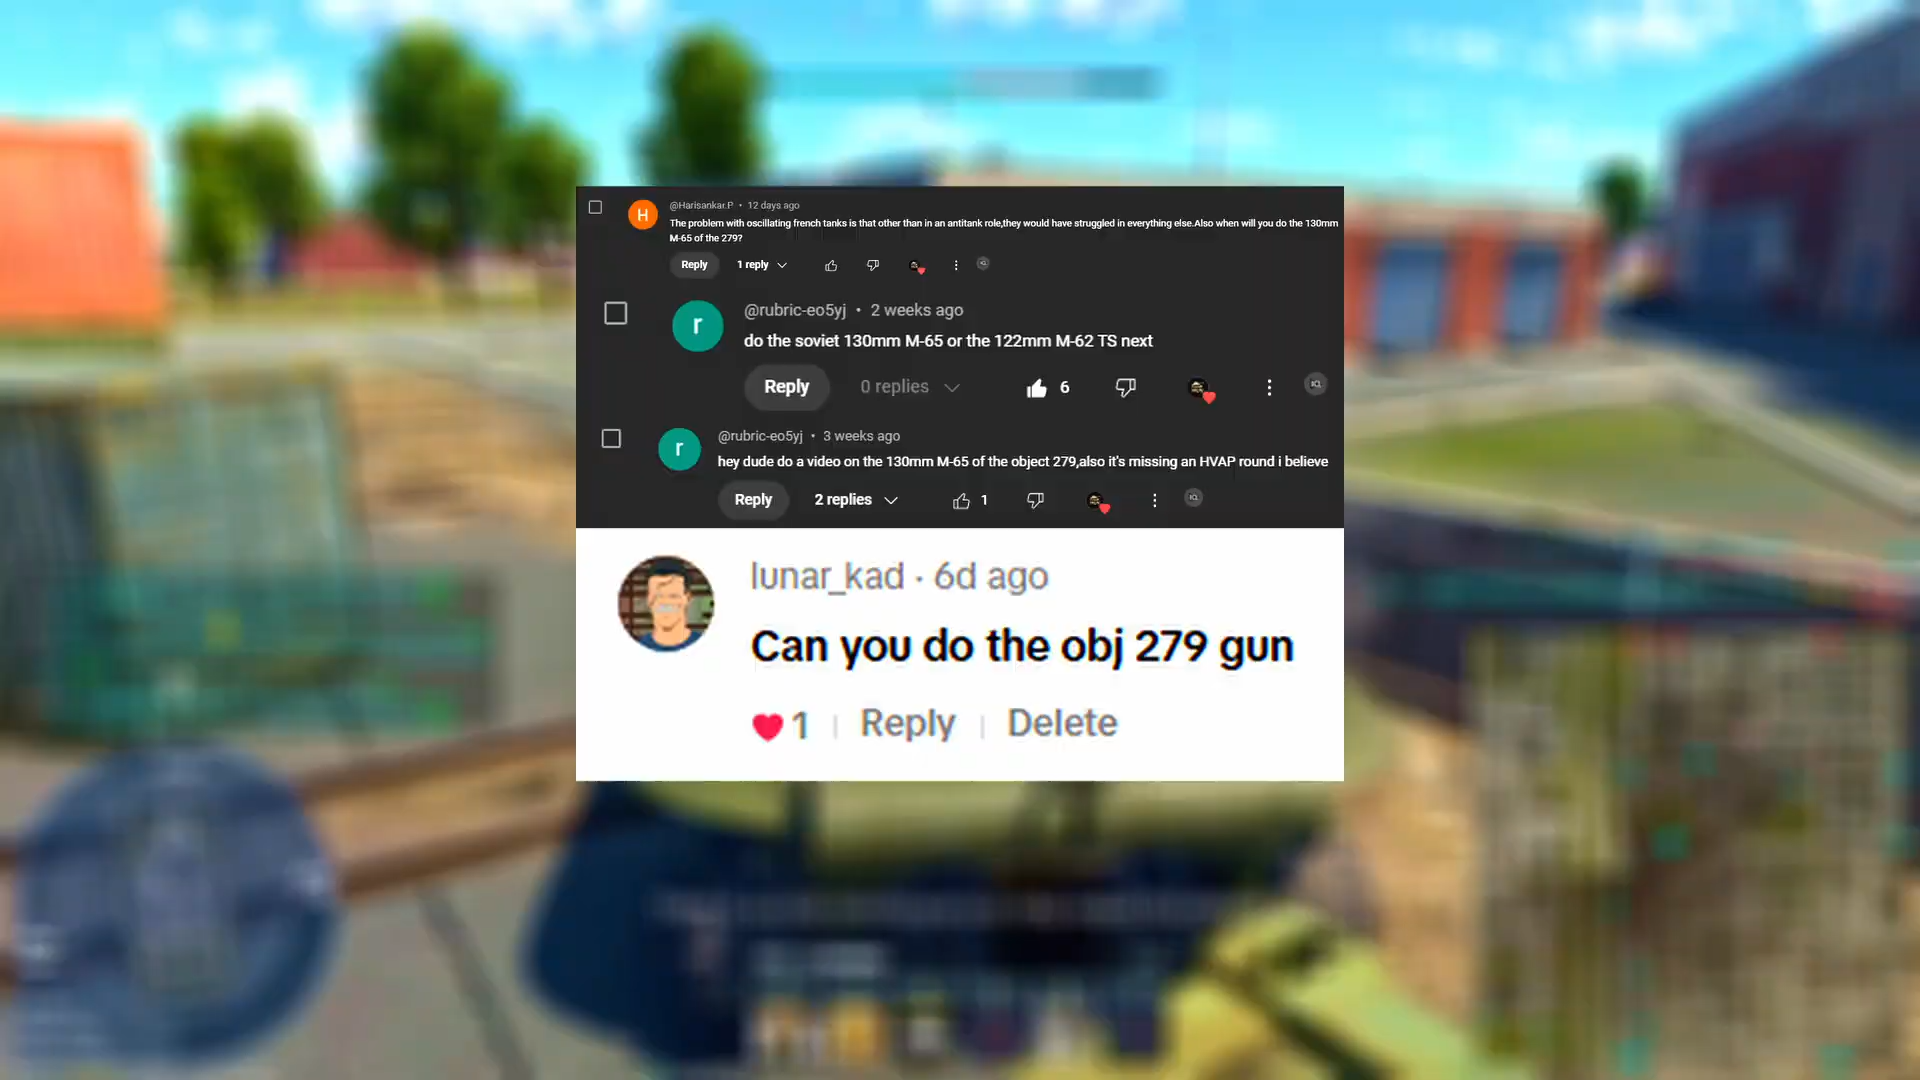 H
@Harisankar.P • 12 days ago
The problem with oscillating french tanks is that other than in an antitank role,they would have struggled in everything else.Also when will you do the 130mm
M-65 of the 279?
Reply 1 reply
r
@rubric-eo5yj • 2 weeks ago
do the soviet 130mm M-65 or the 122mm M-62 TS next
Reply 0 replies 6
r
@rubric-eo5yj • 3 weeks ago
hey dude do a video on the 130mm M-65 of the object 279,also it's missing an HVAP round i believe
Reply 2 replies 1
lunar_kad · 6d ago
Can you do the obj 279 gun
1 | Reply | Delete